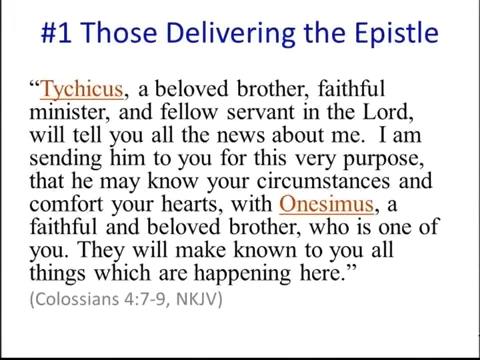 #1 Those Delivering the Epistle
“Tychicus, a beloved brother, faithful
minister, and fellow servant in the Lord,
will tell you all the news about me.  I am
sending him to you for this very purpose,
that he may know your circumstances and
comfort your hearts, with Onesimus, a
faithful and beloved brother, who is one of
you. They will make known to you all
things which are happening here.”
(Colossians 4:7-9, NKJV)